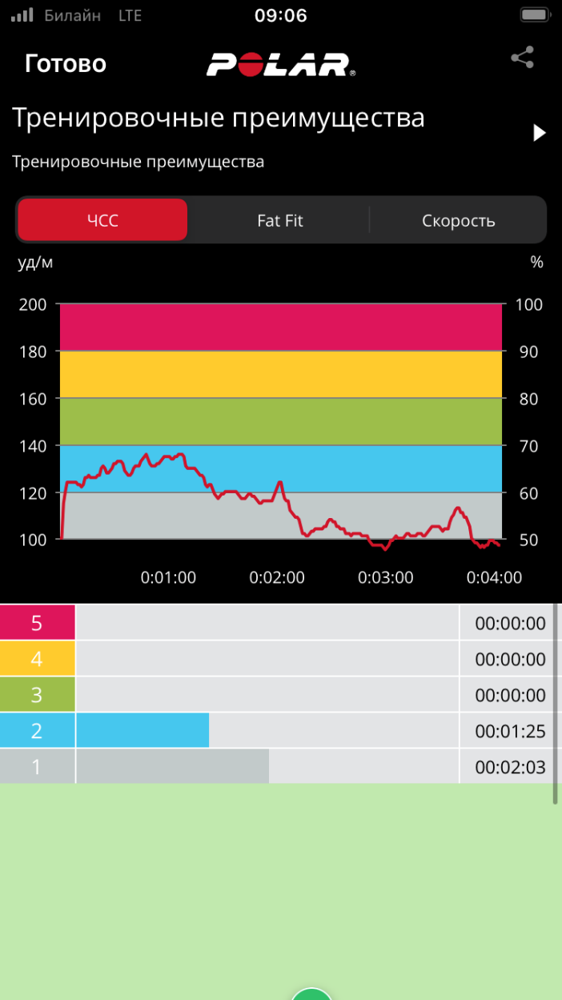 Билайн LTE 09:06
Готово POLAR®
Тренировочные преимущества
Тренировочные преимущества
ЧСС Fat Fit Скорость
уд/м %
200 100
180 90
160 80
140 70
120 60
100 50
0:01:00 0:02:00 0:03:00 0:04:00
5 00:00:00
4 00:00:00
3 00:00:00
2 00:01:25
1 00:02:03